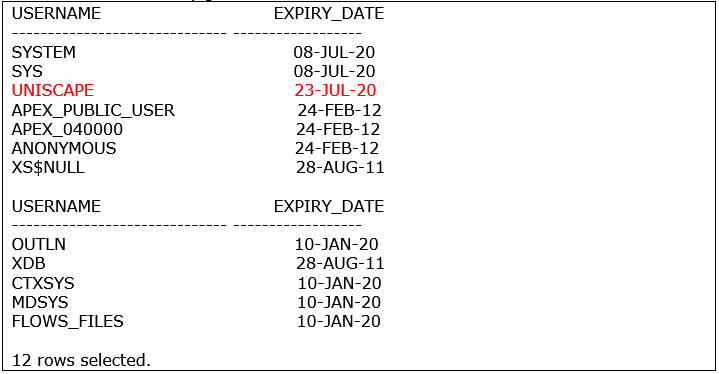 USERNAME EXPIRY_DATE
------------------------------ ------------------
SYSTEM 08-JUL-20
SYS 08-JUL-20
UNISCAPE 23-JUL-20
APEX_PUBLIC_USER 24-FEB-12
APEX_040000 24-FEB-12
ANONYMOUS 24-FEB-12
XS$NULL 28-AUG-11
USERNAME EXPIRY_DATE
------------------------------ ------------------
OUTLN 10-JAN-20
XDB 28-AUG-11
CTXSYS 10-JAN-20
MDSYS 10-JAN-20
FLOWS_FILES 10-JAN-20
12 rows selected.